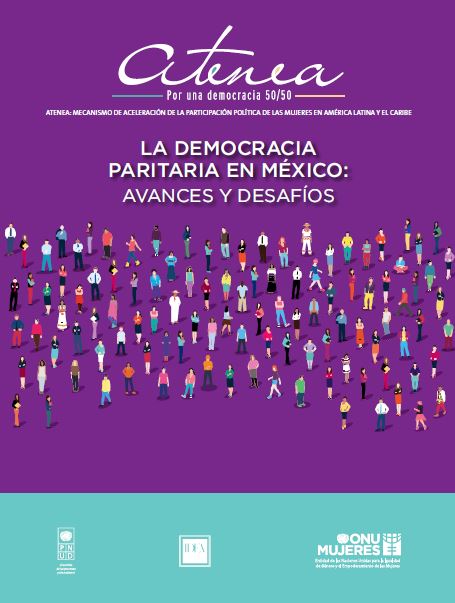 Atenea
Por una democracia 50/50
ATENEA: MECANISMO DE ACELERACIÓN DE LA PARTICIPACIÓN POLÍTICA DE LAS MUJERES EN AMÉRICA LATINA Y EL CARIBE
LA DEMOCRACIA
PARITARIA EN MÉXICO:
AVANCES Y DESAFÍOS
P N
U D
IDEA
ONU
MUJERES
Entidad de las Naciones Unidas para la Igualdad
de Género y el Empoderamiento de las Mujeres